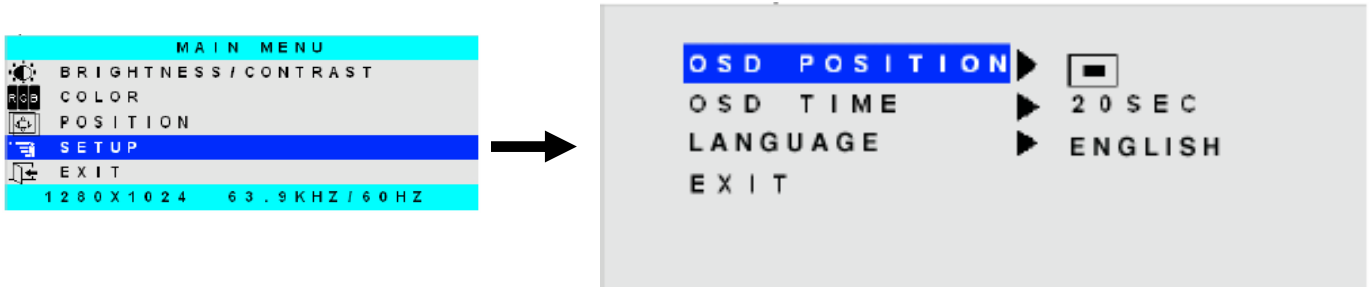 MAIN MENU
BRIGHTNESS/CONTRAST
RGB COLOR
POSITION
SETUP
EXIT
1280X1024 63.9KHZ/60HZ
OSD POSITION
OSD TIME 20SEC
LANGUAGE ENGLISH
EXIT